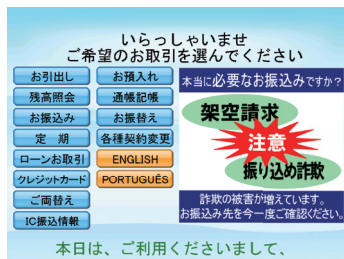 いらっしゃいませ
ご希望のお取引を選んでください
お引出し
お預入れ
残高照会
通帳記帳
お振込み
お振替え
定 期
各種契約変更
ローンお取引
ENGLISH
クレジットカード
PORTUGUÊS
ご両替え
IC振込情報
本当に必要なお振込みですか?
架空請求
注意
振り込め詐欺
詐欺の被害が増えています。
お振込み先を今一度ご確認ください。
本日は、ご利用くださいまして、